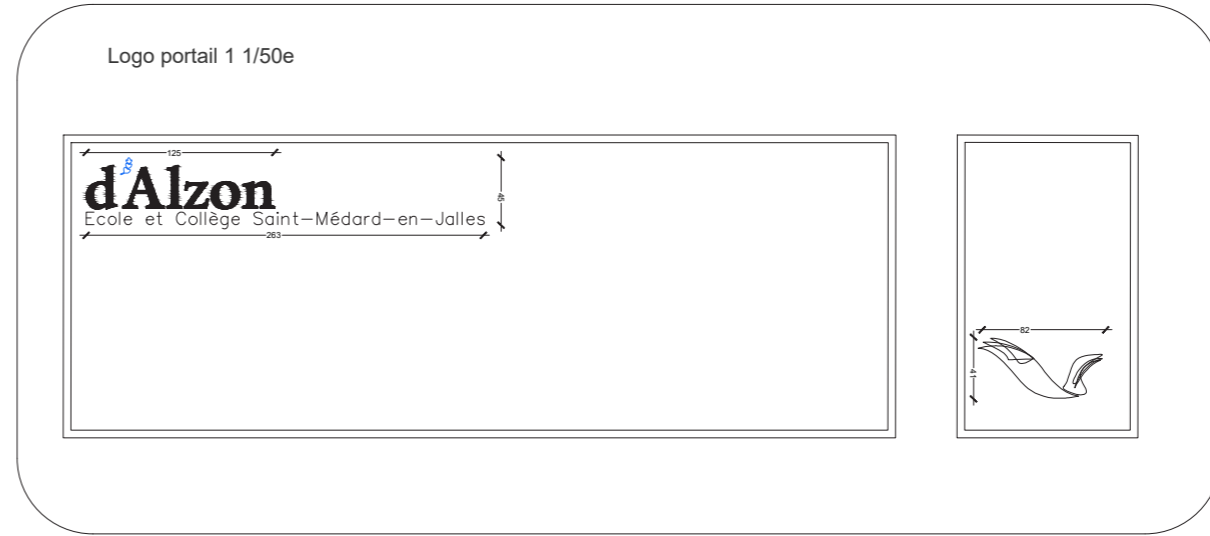 Logo portail 1 1/50e
125
d'Alzon
45
Ecole et Collège Saint-Médard-en-Jalles
263
82
41